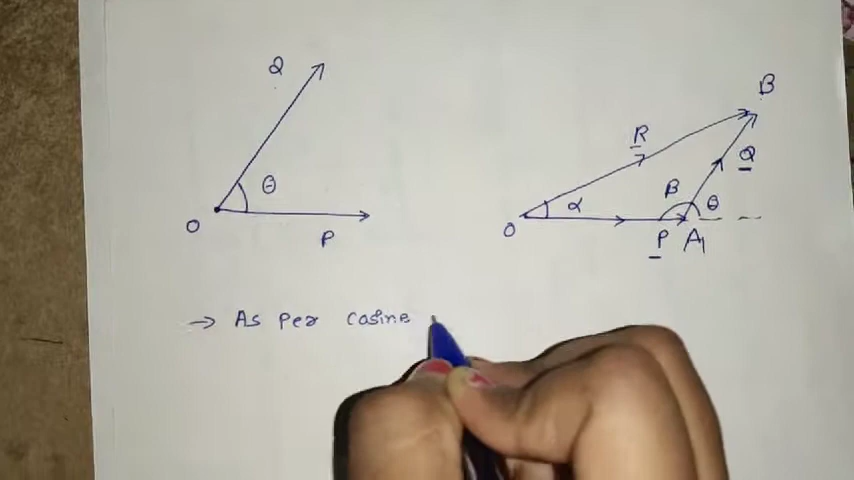 Q
θ
O
P
B
R
Q
β
α
θ
O
P A
→ As per cosine